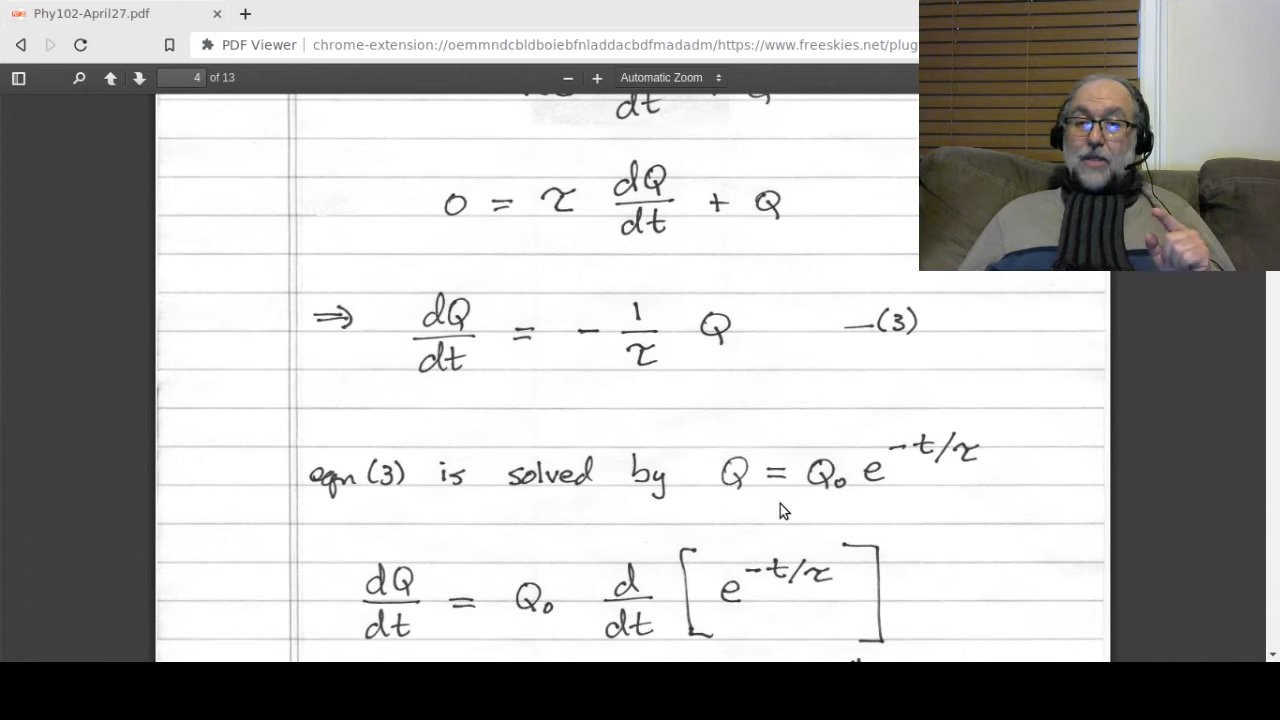 Phy102-April27.pdf
PDF Viewer chrome-extension://oemmndcbldboiebfnladdacbdfmadadm/https://www.freeskies.net/plug
4 of 13 Automatic Zoom
dt + Q
0 = τ dQ/dt + Q
⇒ dQ/dt = - 1/τ Q —(3)
eqn (3) is solved by Q = Q₀ e^-t/τ
dQ/dt = Q₀ d/dt [e^-t/τ]